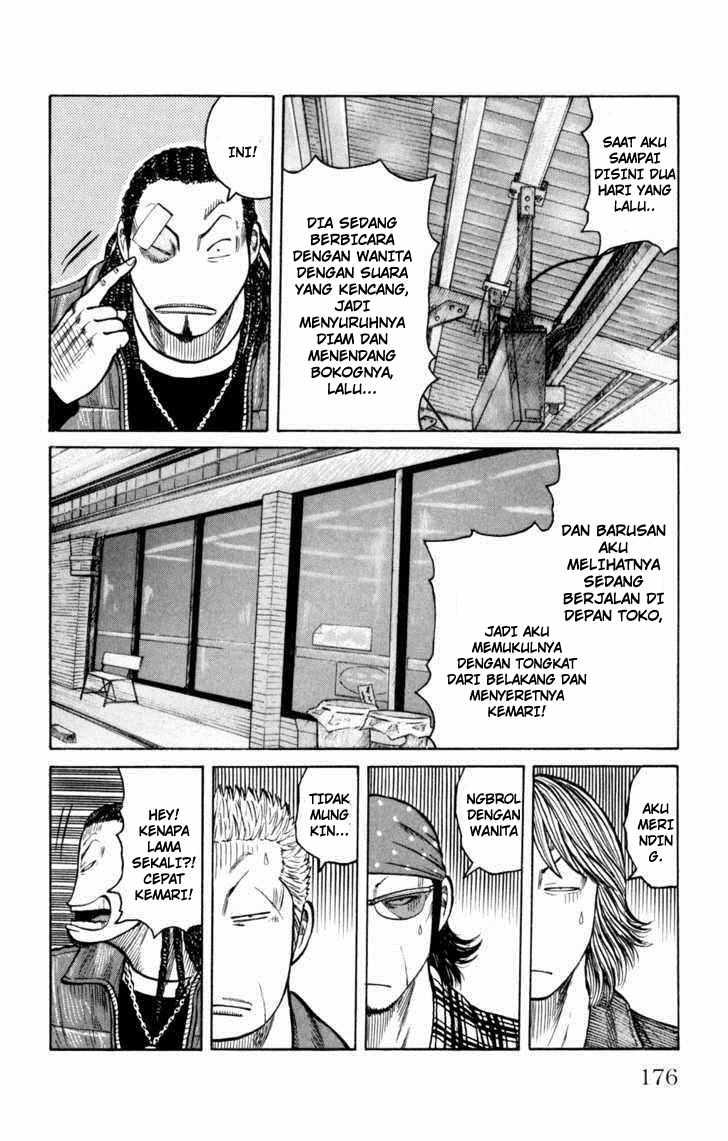 SAAT AKU
SAMPAI
DISINI DUA
HARI YANG
LALU..
DIA SEDANG
BERBICARA
DENGAN WANITA
DENGAN SUARA
YANG KENCANG,
JADI
MENYURUHNYA
DIAM DAN
MENENDANG
BOKOGNYA,
LALU...
INI!
DAN BARUSAN
AKU
MELIHATNYA
SEDANG
BERJALAN DI
DEPAN TOKO,
JADI AKU
MEMUKULNYA
DENGAN TONGKAT
DARI BELAKANG DAN
MENYERETNYA
KEMARI!
AKU
MERI
NDIN
G.
NGBROL
DENGAN
WANITA
TIDAK
MUNG
KIN...
HEY!
KENAPA
LAMA
SEKALI?!
CEPAT
KEMARI!
176